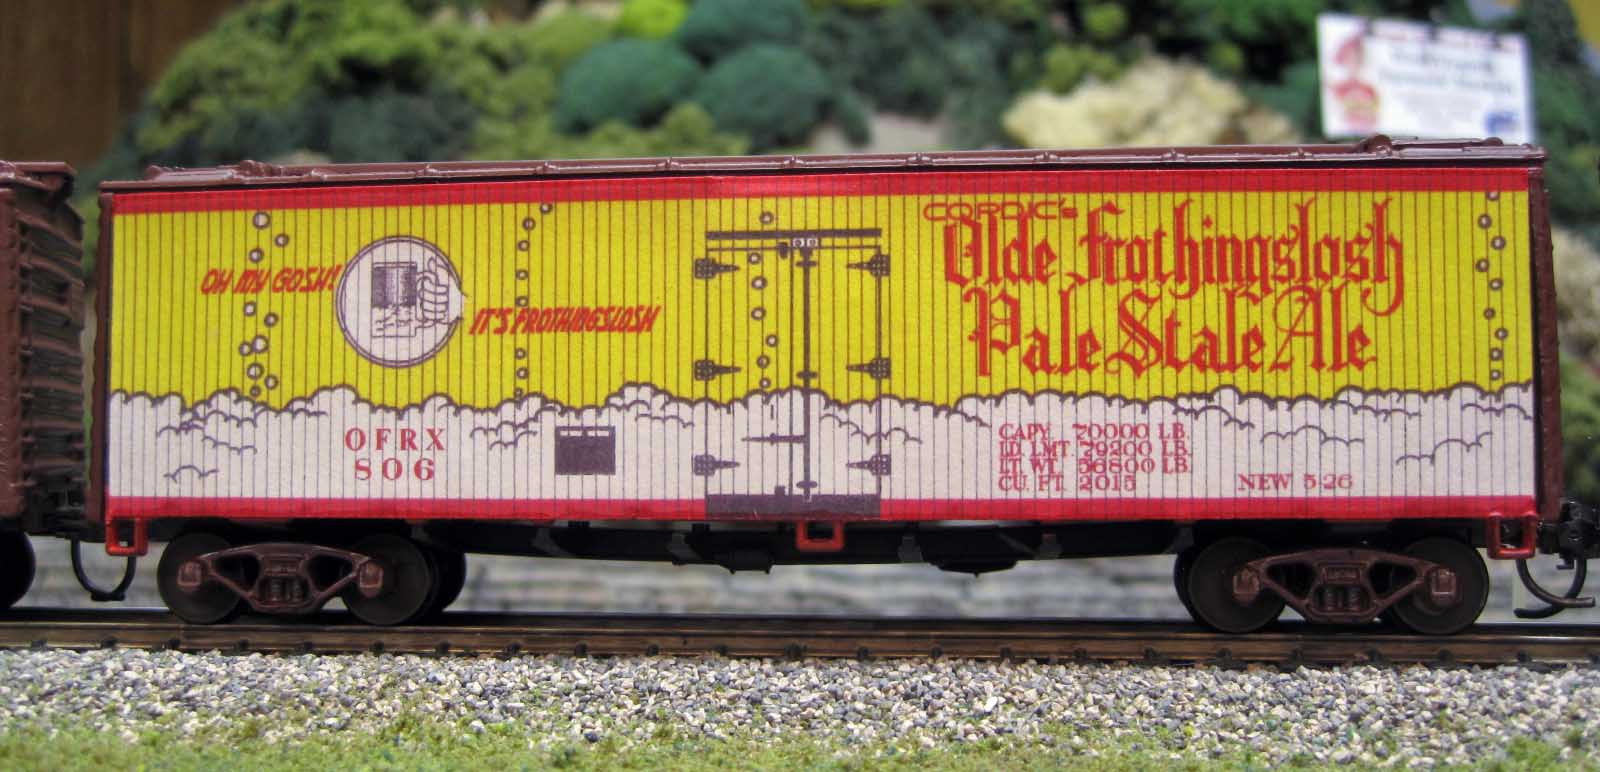 OH MY GOSH!
IT'S FROTHINGSLOSH
CORDIC'S
Olde Frothingslosh
Pale Stale Ale
OFRX
806
CAPY. 70000 LB.
LD. LMT. 79200 LB.
LT. WT. 56800 LB.
CU. FT. 2015
NEW 5-26